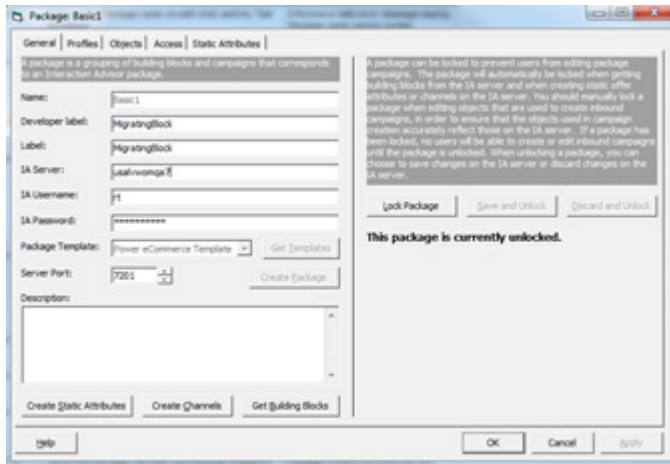 Package: Basic1
General
Profiles
Objects
Access
Static Attributes
A package is a grouping of building blocks and campaigns that corresponds
to an Interaction Advisor package.
Name:
Basic1
Developer label:
MigratingBlock
Label:
MigratingBlock
IA Server:
usalvwomqa7
IA Username:
rt
IA Password:
**********
Package Template:
Power eCommerce Template
Get Templates
Server Port:
7201
Create Package
Description:
Create Static Attributes
Create Channels
Get Building Blocks
A package can be locked to prevent users from editing package
campaigns. The package will automatically be locked when getting
building blocks from the IA server and when creating static offer
attributes or channels on the IA server. You should manually lock a
package when editing objects that are used to create inbound
campaigns, in order to ensure that the objects used in campaign
creation accurately reflect those on the IA server. If a package has
been locked, no users will be able to create or edit inbound campaigns
until the package is unlocked. When unlocking a package, you can
choose to save changes on the IA server or discard changes on the
IA server.
Lock Package
Save and Unlock
Discard and Unlock
This package is currently unlocked.
Help
OK
Cancel
Apply